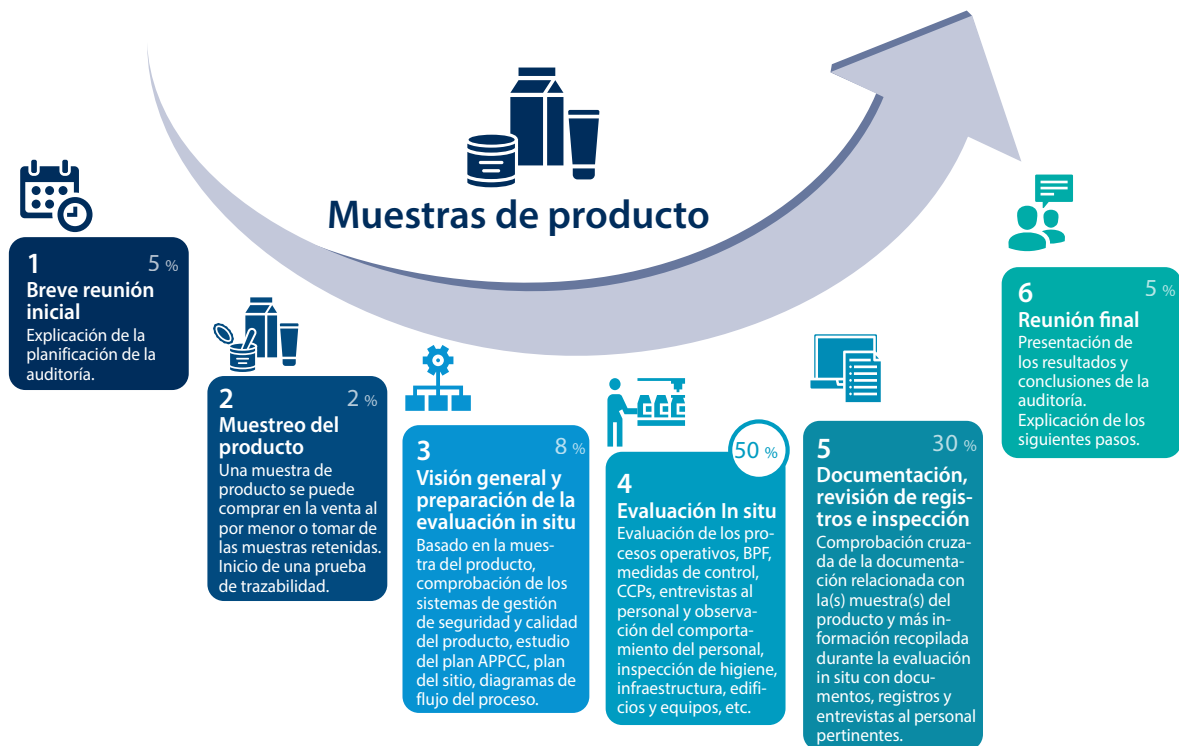 Muestras de producto
1
5 %
Breve reunión
inicial
Explicación de la
planificación de la
auditoría.
2
2 %
Muestreo del
producto
Una muestra de
producto se puede
comprar en la venta al
por menor o tomar de
las muestras retenidas.
Inicio de una prueba
de trazabilidad.
3
8 %
Visión general y
preparación de la
evaluación in situ
Basado en la mues-
tra del producto,
comprobación de los
sistemas de gestión
de seguridad y calidad
del producto, estudio
del plan APPCC, plan
del sitio, diagramas de
flujo del proceso.
4
50 %
Evaluación In situ
Evaluación de los pro-
cesos operativos, BPF,
medidas de control,
CCPs, entrevistas al
personal y observa-
ción del comporta-
miento del personal,
inspección de higiene,
infraestructura, edifi-
cios y equipos, etc.
5
30 %
Documentación,
revisión de regis-
tros e inspección
Comprobación cruza-
da de la documenta-
ción relacionada con
la(s) muestra(s) del
producto y más in-
formación recopilada
durante la evaluación
in situ con docu-
mentos, registros y
entrevistas al personal
pertinentes.
6
5 %
Reunión final
Presentación de
los resultados y
conclusiones de la
auditoría.
Explicación de los
siguientes pasos.